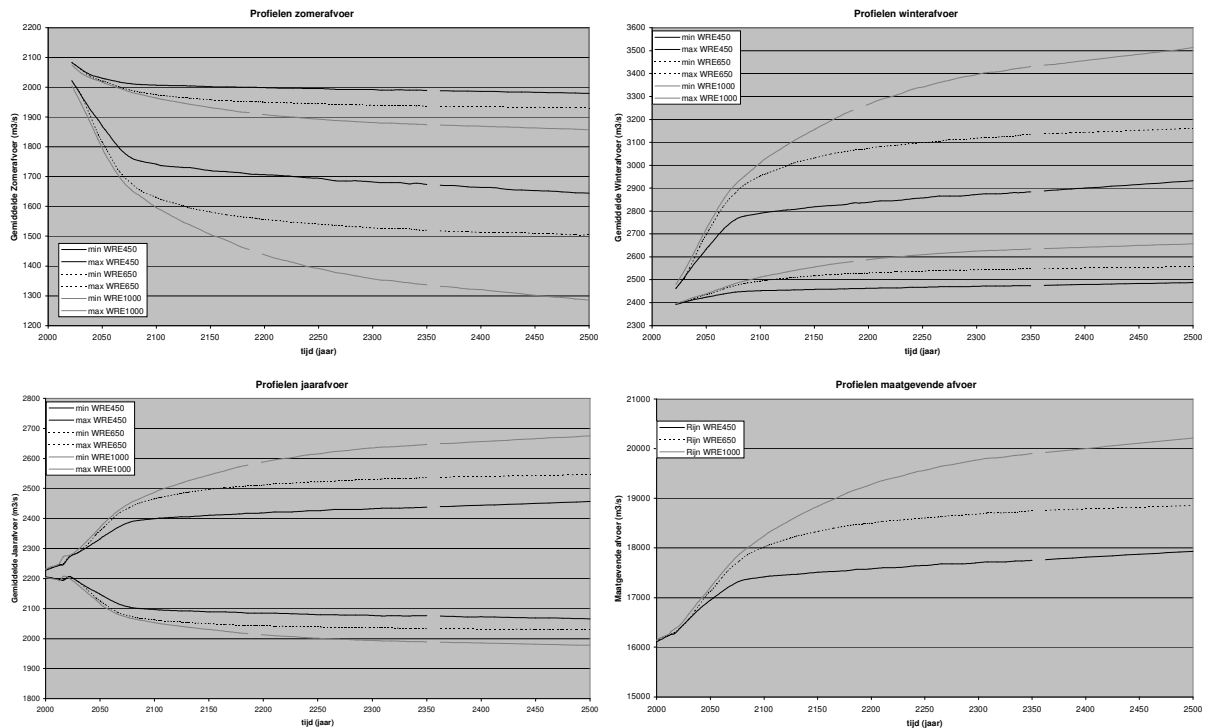 Profielen zomerafvoer
Gemiddelde Zomerafvoer (m3/s)
2200
2100
2000
1900
1800
1700
1600
1500
1400
1300
1200
min WRE450
max WRE450
min WRE650
max WRE650
min WRE1000
max WRE1000
2000 2050 2100 2150 2200 2250 2300 2350 2400 2450 2500
tijd (jaar)
Profielen winterafvoer
Gemiddelde Winterafvoer (m3/s)
3600
3500
3400
3300
3200
3100
3000
2900
2800
2700
2600
2500
2400
2300
min WRE450
max WRE450
min WRE650
max WRE650
min WRE1000
max WRE1000
2000 2050 2100 2150 2200 2250 2300 2350 2400 2450 2500
tijd (jaar)
Profielen jaarafvoer
Gemiddelde Jaarafvoer (m3/s)
2800
2700
2600
2500
2400
2300
2200
2100
2000
1900
1800
min WRE450
max WRE450
min WRE650
max WRE650
min WRE1000
max WRE1000
2000 2050 2100 2150 2200 2250 2300 2350 2400 2450 2500
tijd (jaar)
Profielen maatgevende afvoer
Maatgevende afvoer (m3/s)
21000
20000
19000
18000
17000
16000
15000
Rijn WRE450
Rijn WRE650
Rijn WRE1000
2000 2050 2100 2150 2200 2250 2300 2350 2400 2450 2500
tijd (jaar)